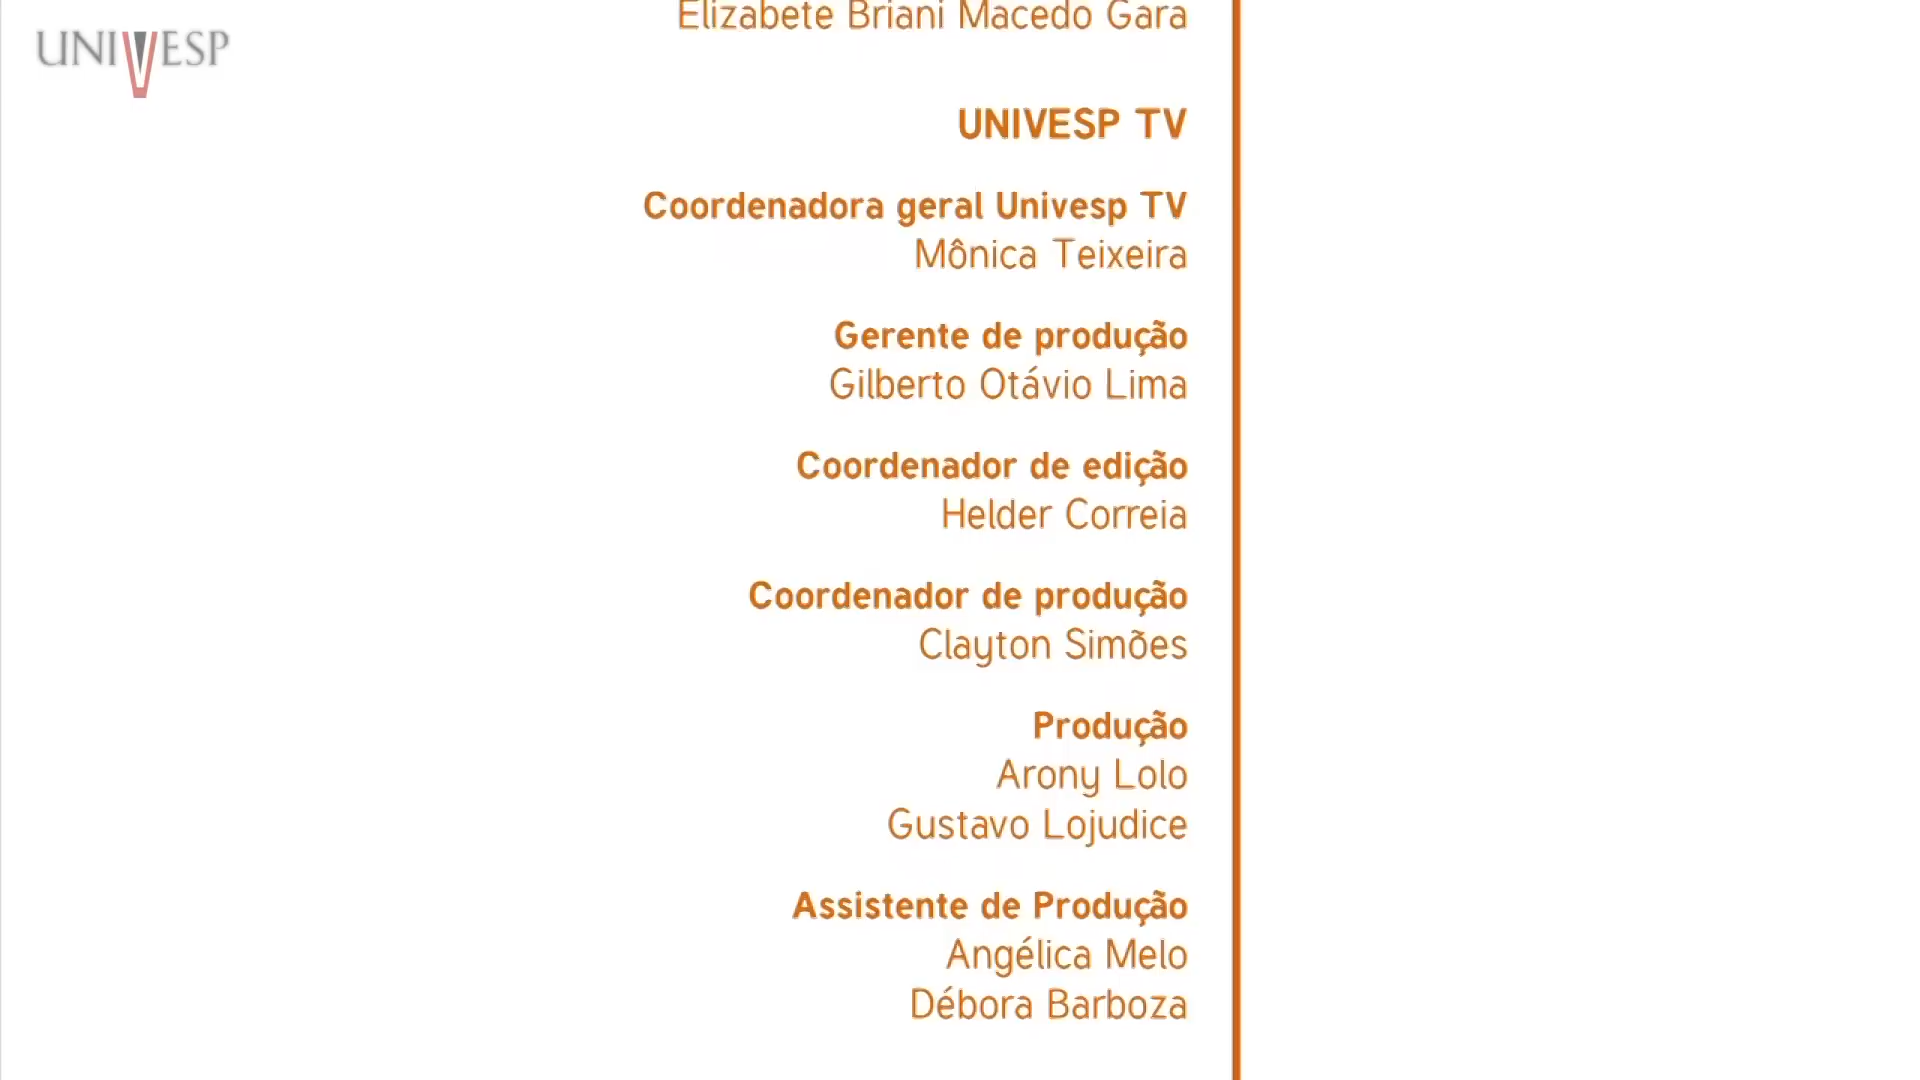 Elizabete Briani Macedo Gara
UNIVESP
UNIVESP TV
Coordenadora geral Univesp TV
Mônica Teixeira
Gerente de produção
Gilberto Otávio Lima
Coordenador de edição
Helder Correia
Coordenador de produção
Clayton Simões
Produção
Arony Lolo
Gustavo Lojudice
Assistente de Produção
Angélica Melo
Débora Barboza